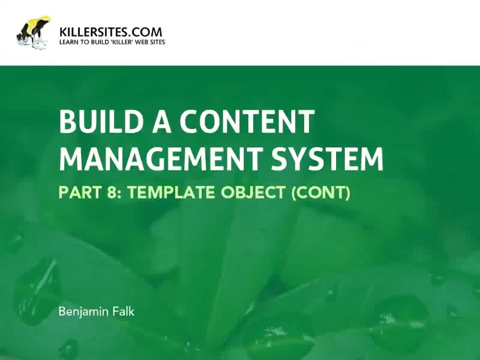 KILLERSITES.COM
LEARN TO BUILD 'KILLER' WEB SITES
BUILD A CONTENT
MANAGEMENT SYSTEM
PART 8: TEMPLATE OBJECT (CONT)
Benjamin Falk